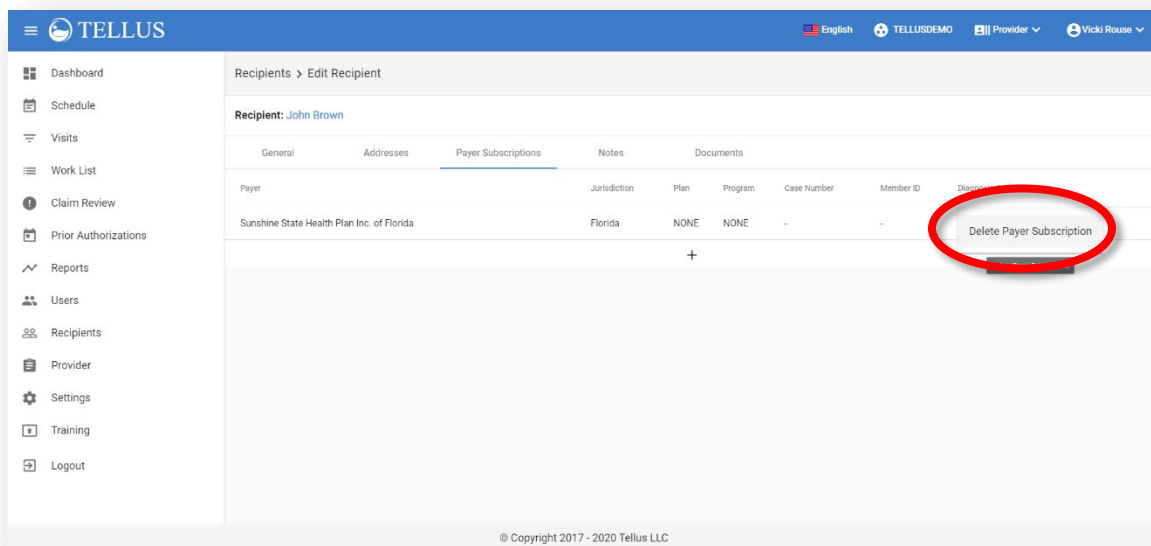 TELLUS
English TELLUSDEMO Provider Vicki Rouse
Dashboard
Schedule
Visits
Work List
Claim Review
Prior Authorizations
Reports
Users
Recipients
Provider
Settings
Training
Logout
Recipients > Edit Recipient
Recipient: John Brown
General Addresses Payer Subscriptions Notes Documents
Payer Jurisdiction Plan Program Case Number Member ID
Sunshine State Health Plan Inc. of Florida Florida NONE NONE - -
Delete Payer Subscription
+
© Copyright 2017 - 2020 Tellus LLC